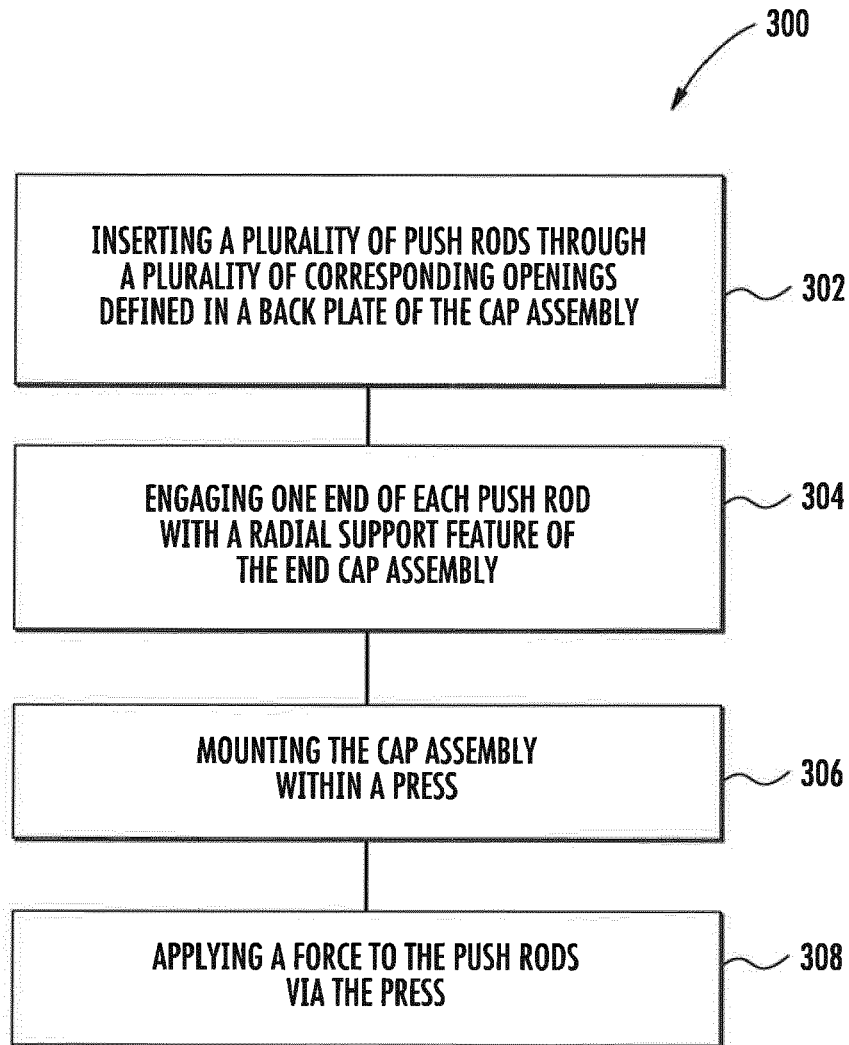 300
INSERTING A PLURALITY OF PUSH RODS THROUGH
A PLURALITY OF CORRESPONDING OPENINGS
DEFINED IN A BACK PLATE OF THE CAP ASSEMBLY
302
ENGAGING ONE END OF EACH PUSH ROD
WITH A RADIAL SUPPORT FEATURE OF
THE END CAP ASSEMBLY
304
MOUNTING THE CAP ASSEMBLY
WITHIN A PRESS
306
APPLYING A FORCE TO THE PUSH RODS
VIA THE PRESS
308